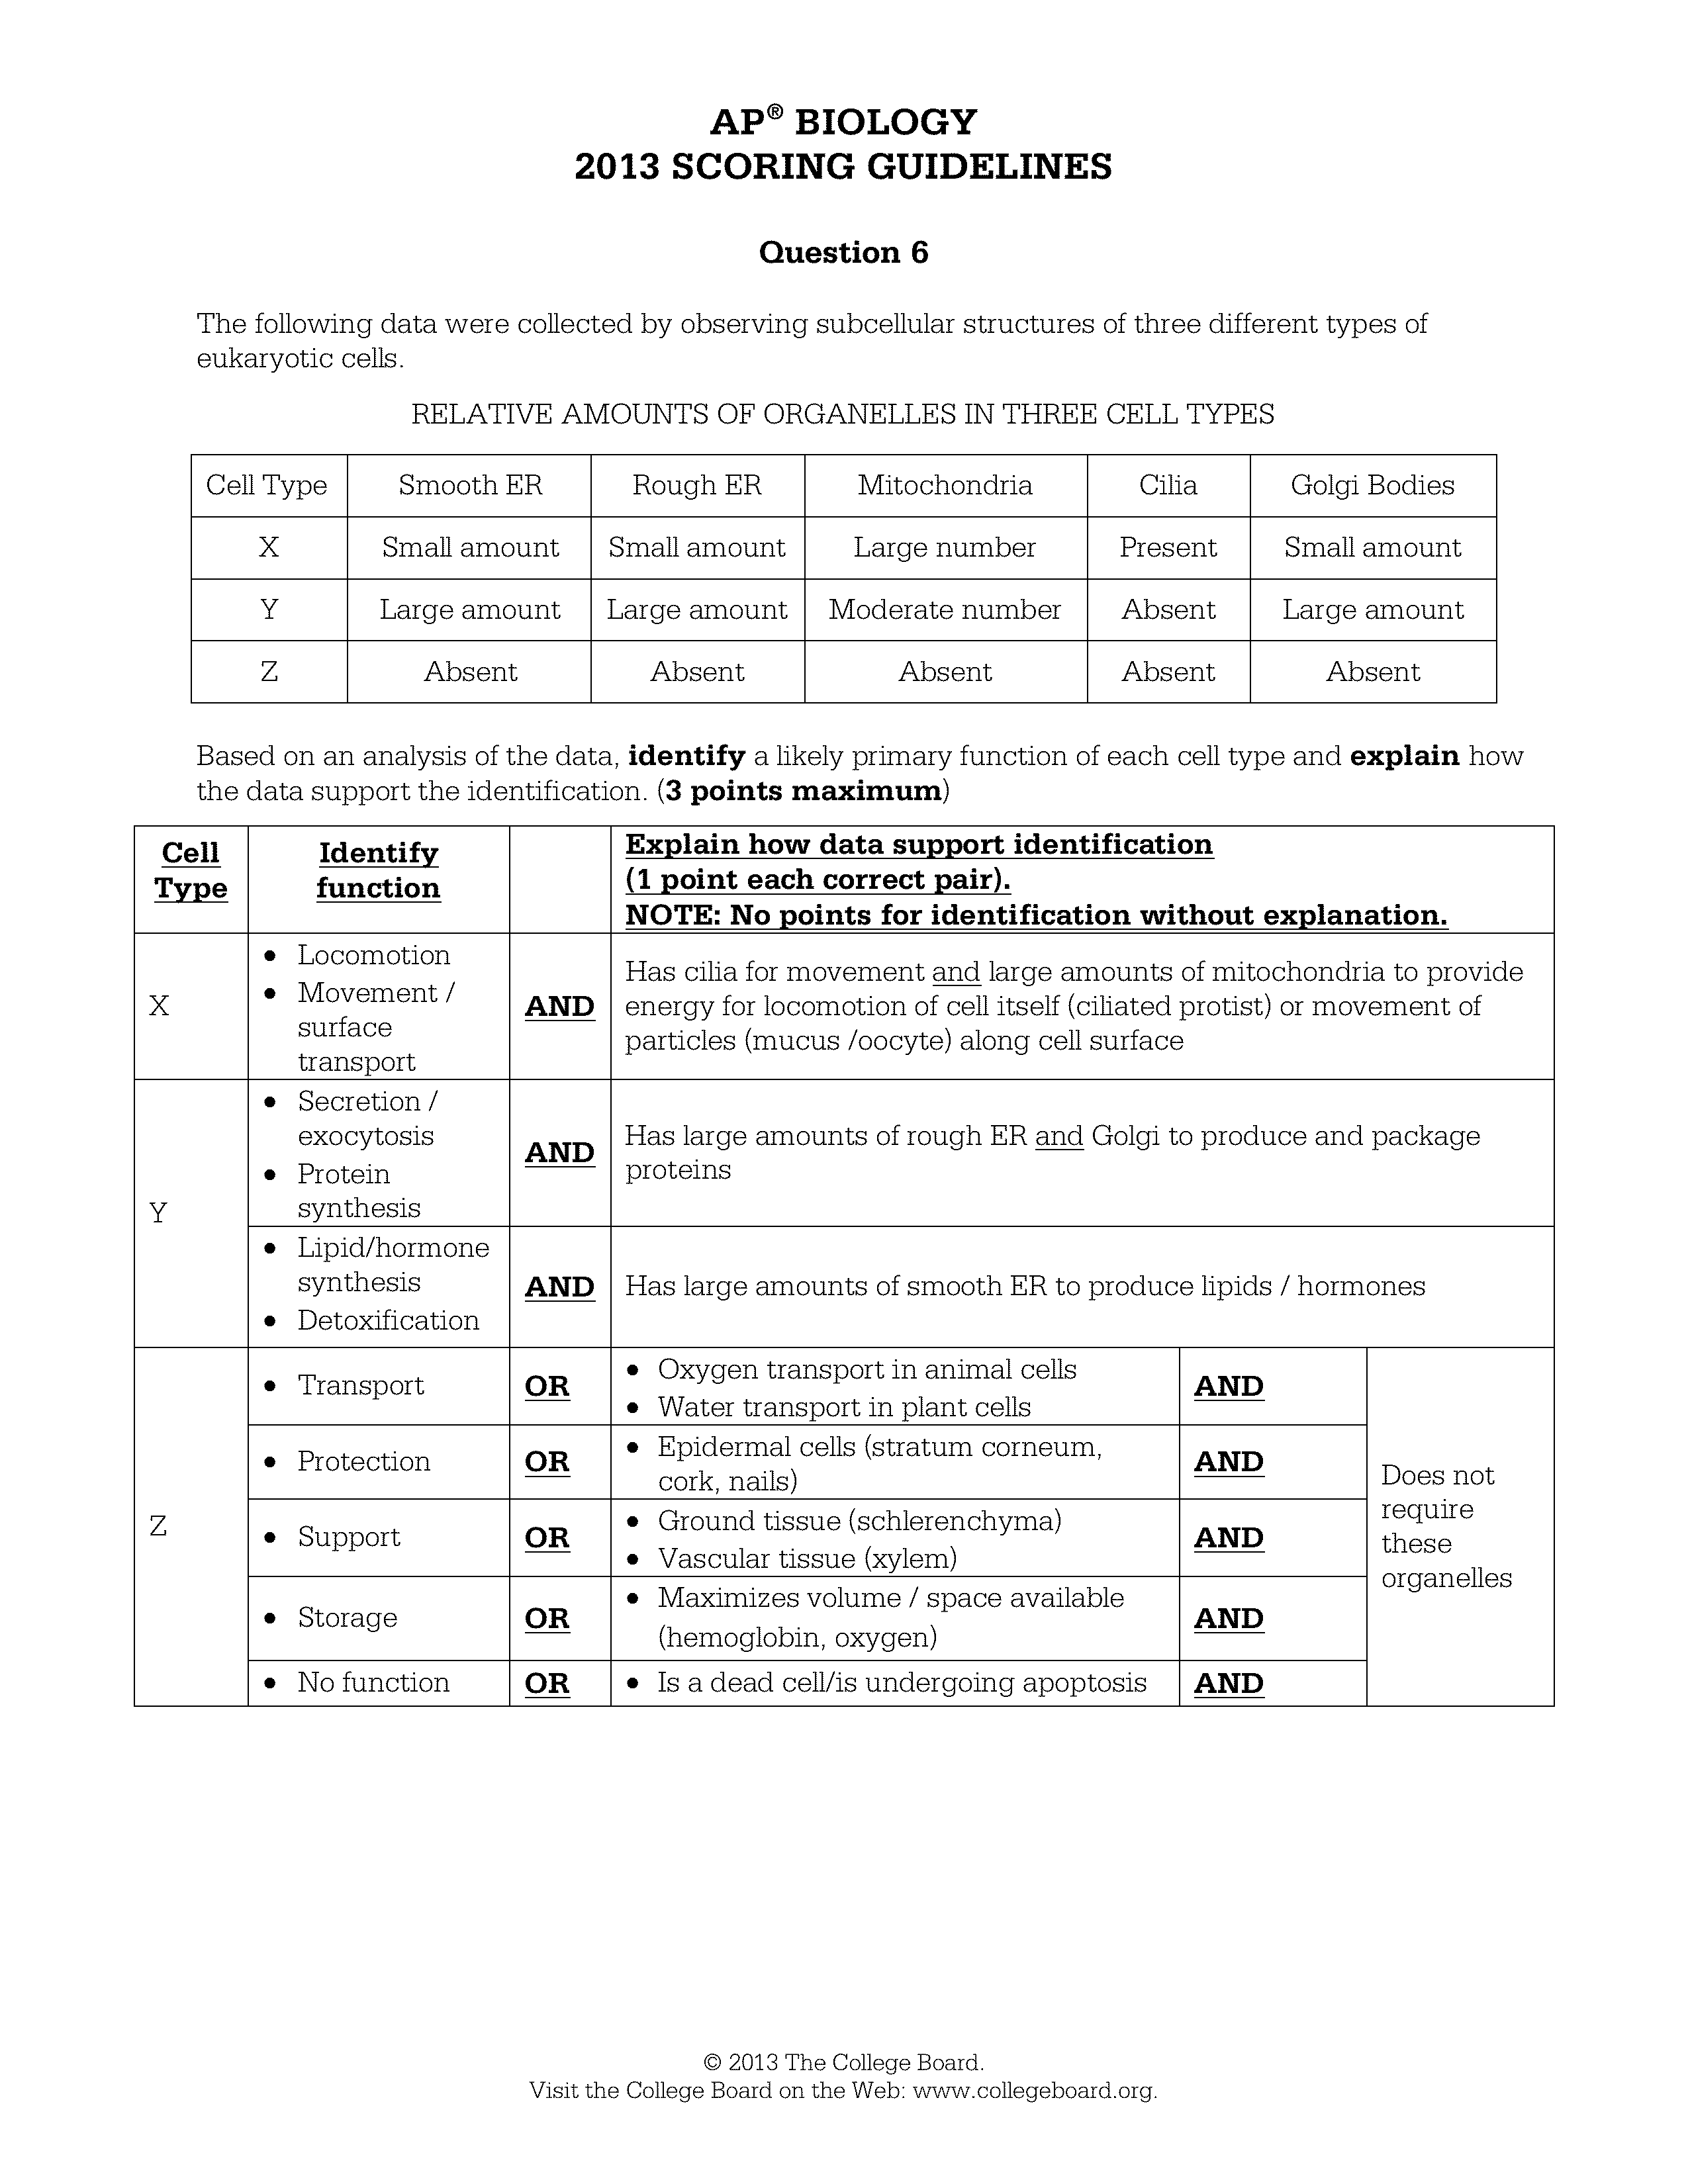 AP® BIOLOGY
2013 SCORING GUIDELINES
Question 6
The following data were collected by observing subcellular structures of three different types of
eukaryotic cells.
RELATIVE AMOUNTS OF ORGANELLES IN THREE CELL TYPES
Cell Type Smooth ER Rough ER Mitochondria Cilia Golgi Bodies
X Small amount Small amount Large number Present Small amount
Y Large amount Large amount Moderate number Absent Large amount
Z Absent Absent Absent Absent Absent
Based on an analysis of the data, identify a likely primary function of each cell type and explain how
the data support the identification. (3 points maximum)
Cell
Type
Identify
function
Explain how data support identification
(1 point each correct pair).
NOTE: No points for identification without explanation.
X
• Locomotion
• Movement /
surface
transport
AND
Has cilia for movement and large amounts of mitochondria to provide
energy for locomotion of cell itself (ciliated protist) or movement of
particles (mucus /oocyte) along cell surface
Y
• Secretion /
exocytosis
• Protein
synthesis
AND
Has large amounts of rough ER and Golgi to produce and package
proteins
• Lipid/hormone
synthesis
• Detoxification
AND
Has large amounts of smooth ER to produce lipids / hormones
Z
• Transport
OR
• Oxygen transport in animal cells
• Water transport in plant cells
AND
• Protection
OR
• Epidermal cells (stratum corneum,
cork, nails)
AND
• Support
OR
• Ground tissue (schlerenchyma)
• Vascular tissue (xylem)
AND
• Storage
OR
• Maximizes volume / space available
(hemoglobin, oxygen)
AND
• No function
OR
• Is a dead cell/is undergoing apoptosis
AND
Does not
require
these
organelles
© 2013 The College Board.
Visit the College Board on the Web: www.collegeboard.org.